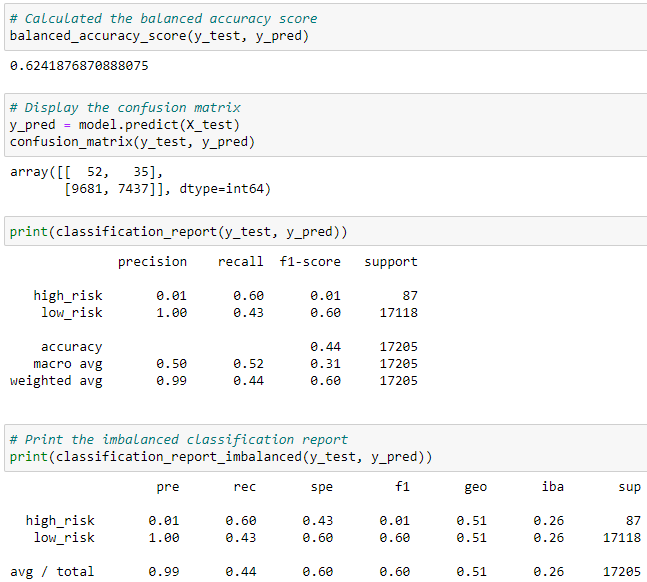 # Calculated the balanced accuracy score
balanced_accuracy_score(y_test, y_pred)
0.6241876870888075
# Display the confusion matrix
y_pred = model.predict(X_test)
confusion_matrix(y_test, y_pred)
array([[  52,   35],
       [9681, 7437]], dtype=int64)
print(classification_report(y_test, y_pred))
              precision    recall  f1-score   support
   high_risk       0.01      0.60      0.01        87
    low_risk       1.00      0.43      0.60     17118
    accuracy                           0.44     17205
   macro avg       0.50      0.52      0.31     17205
weighted avg       0.99      0.44      0.60     17205
# Print the imbalanced classification report
print(classification_report_imbalanced(y_test, y_pred))
                   pre       rec       spe        f1       geo       iba       sup
  high_risk       0.01      0.60      0.43      0.01      0.51      0.26        87
   low_risk       1.00      0.43      0.60      0.60      0.51      0.26     17118
avg / total       0.99      0.44      0.60      0.60      0.51      0.26     17205